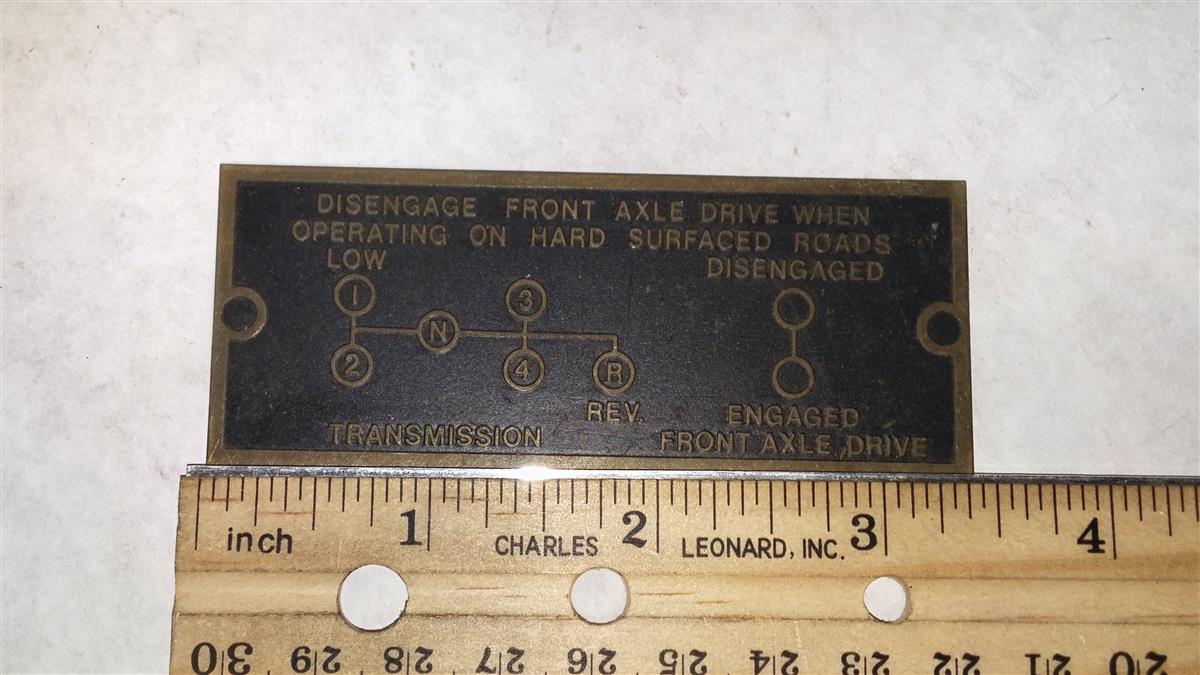 DISENGAGE FRONT AXLE DRIVE WHEN
OPERATING ON HARD SURFACED ROADS
LOW DISENGAGED
1 3
N
2 4 R
REV. ENGAGED
TRANSMISSION FRONT AXLE DRIVE
1 2 3 4
inch CHARLES LEONARD, INC.
30 29 28 27 26 25 24 23 22 21 20